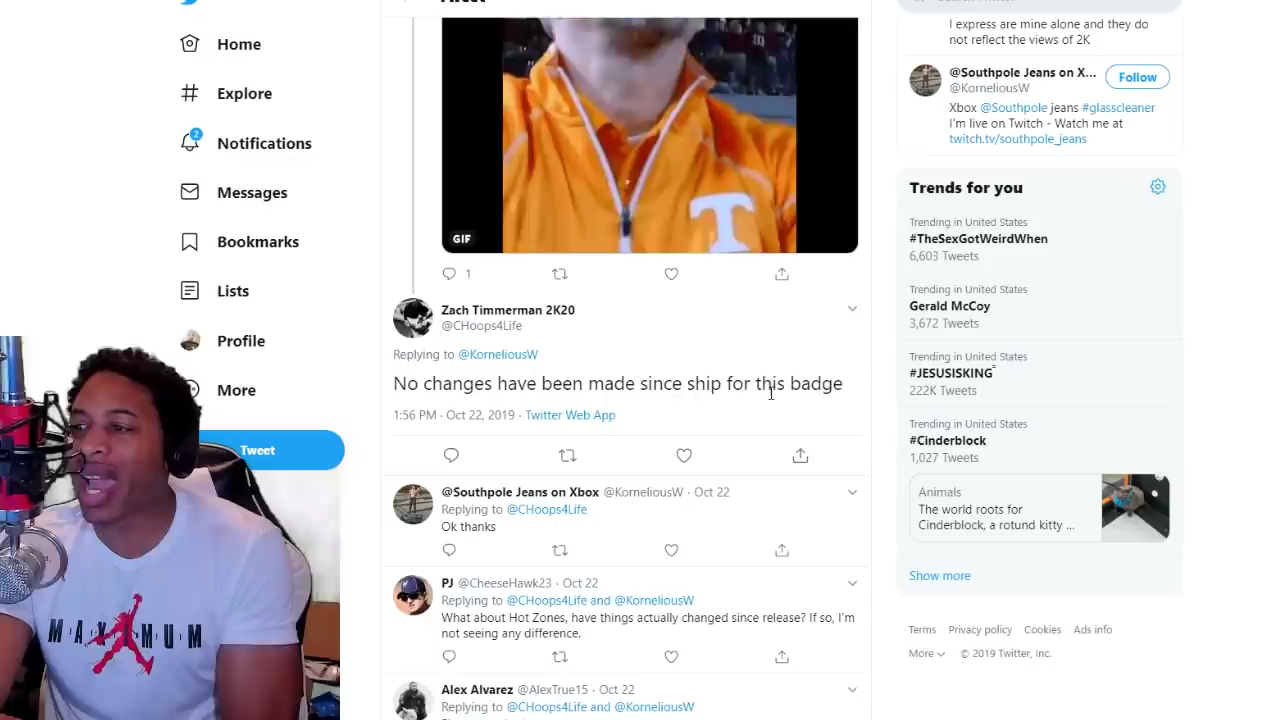 Home
Explore
2
Notifications
Messages
Bookmarks
Lists
Profile
More
Tweet
GIF
1
Zach Timmerman 2K20
@CHoops4Life
Replying to @KorneliousW
No changes have been made since ship for this badge
1:56 PM · Oct 22, 2019 · Twitter Web App
@Southpole Jeans on Xbox @KorneliousW · Oct 22
Replying to @CHoops4Life
Ok thanks
PJ @CheeseHawk23 · Oct 22
Replying to @CHoops4Life and @KorneliousW
What about Hot Zones, have things actually changed since release? If so, I'm
not seeing any difference.
Alex Alvarez @AlexTrue15 · Oct 22
Replying to @CHoops4Life and @KorneliousW
I express are mine alone and they do
not reflect the views of 2K
@Southpole Jeans on X...
Follow
@KorneliousW
Xbox @Southpole jeans #glasscleaner
I'm live on Twitch - Watch me at
twitch.tv/southpole_jeans
Trends for you
Trending in United States
#TheSexGotWeirdWhen
6,603 Tweets
Trending in United States
Gerald McCoy
3,672 Tweets
Trending in United States
#JESUSISKING
222K Tweets
Trending in United States
#Cinderblock
1,027 Tweets
Animals
The world roots for
Cinderblock, a rotund kitty ...
Show more
Terms Privacy policy Cookies Ads info
More © 2019 Twitter, Inc.
MAXIMUM
T